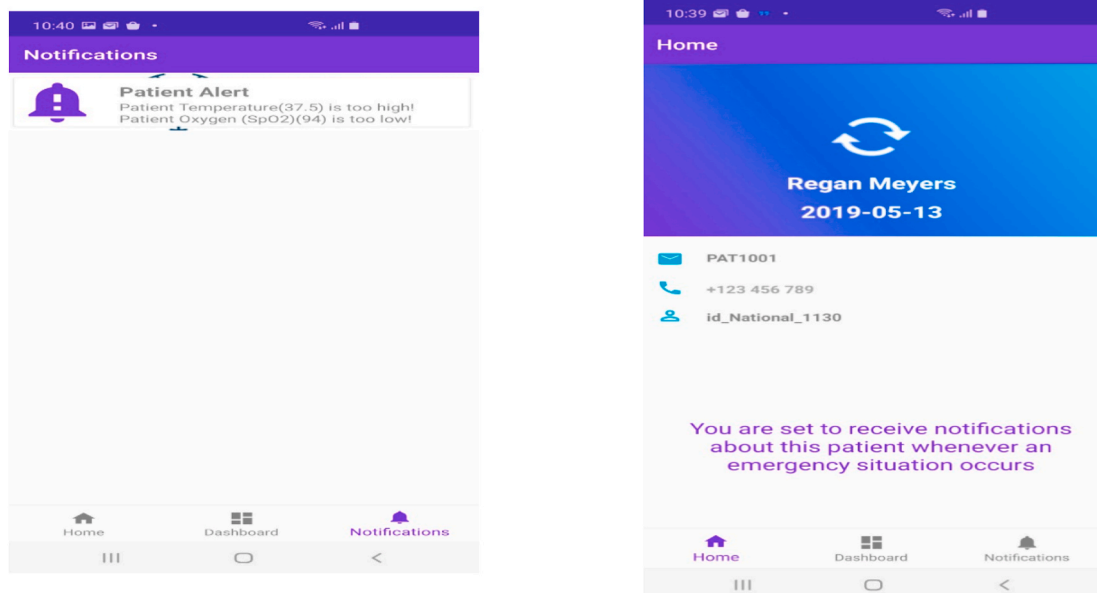 10:40
Notifications
Patient Alert
Patient Temperature(37.5) is too high!
Patient Oxygen (SpO2)(94) is too low!
Home
Dashboard
Notifications
10:39
Home
Regan Meyers
2019-05-13
PAT1001
+123 456 789
id_National_1130
You are set to receive notifications
about this patient whenever an
emergency situation occurs
Home
Dashboard
Notifications